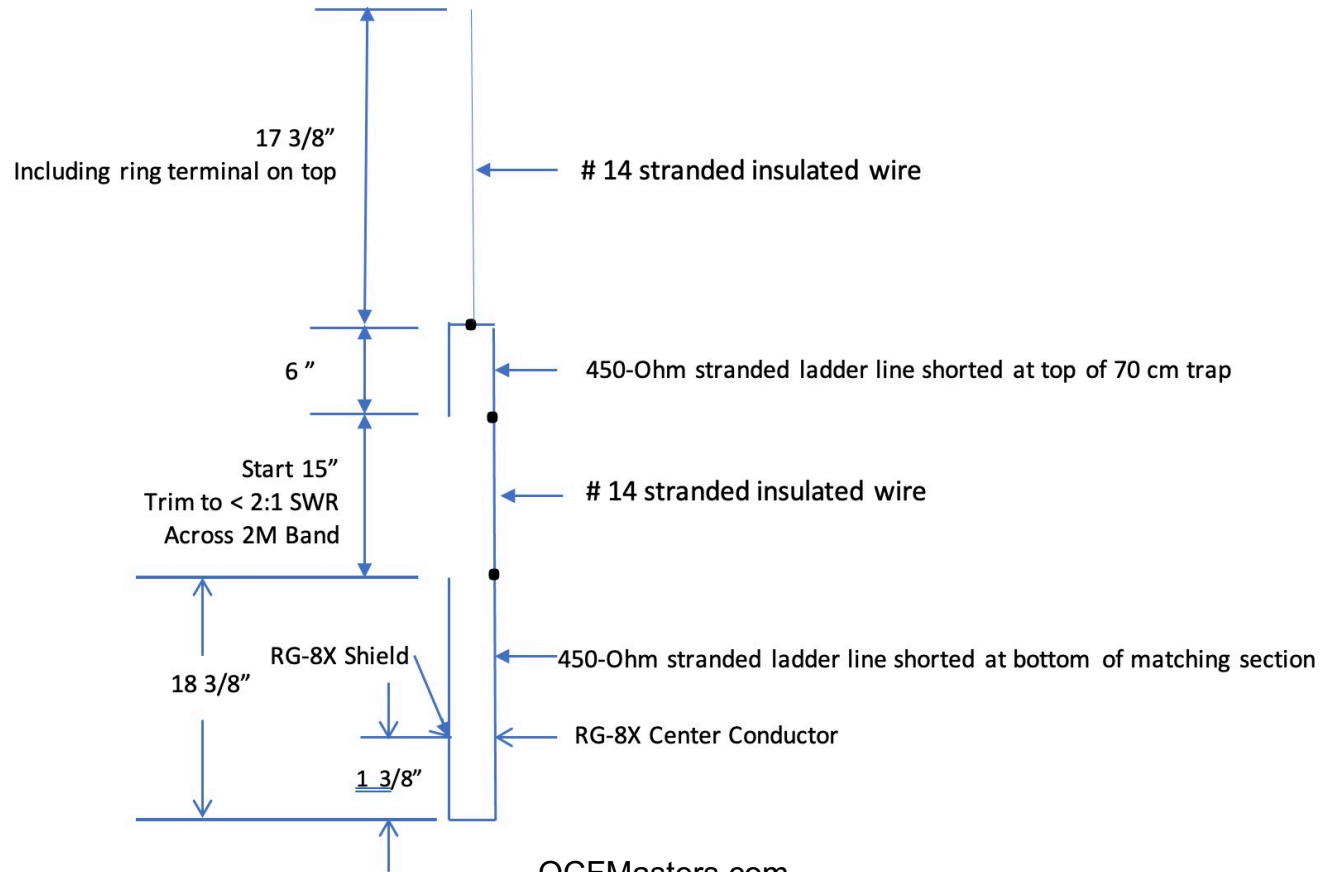 17 3/8”
Including ring terminal on top
# 14 stranded insulated wire
6 ”
450-Ohm stranded ladder line shorted at top of 70 cm trap
Start 15”
Trim to < 2:1 SWR
Across 2M Band
# 14 stranded insulated wire
RG-8X Shield
450-Ohm stranded ladder line shorted at bottom of matching section
18 3/8”
RG-8X Center Conductor
1 3/8”